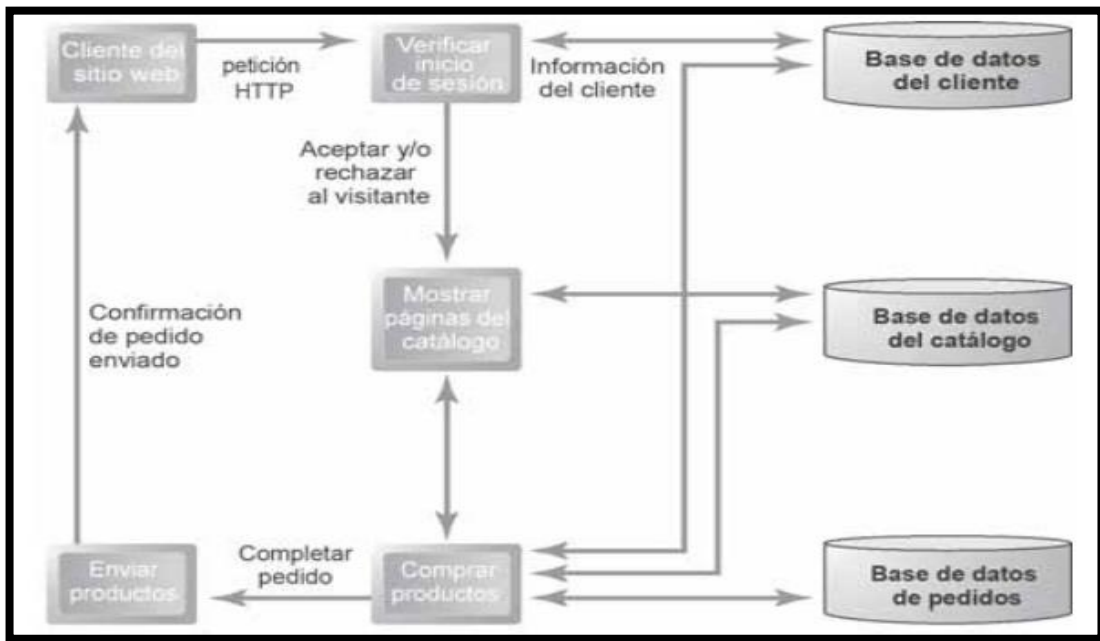 Cliente del
sitio web
petición
HTTP
Verificar
inicio
de sesión
Información
del cliente
Base de datos
del cliente
Aceptar y/o
rechazar
al visitante
Mostrar
páginas del
catálogo
Base de datos
del catálogo
Confirmación
de pedido
enviado
Enviar
productos
Completar
pedido
Comprar
productos
Base de datos
de pedidos